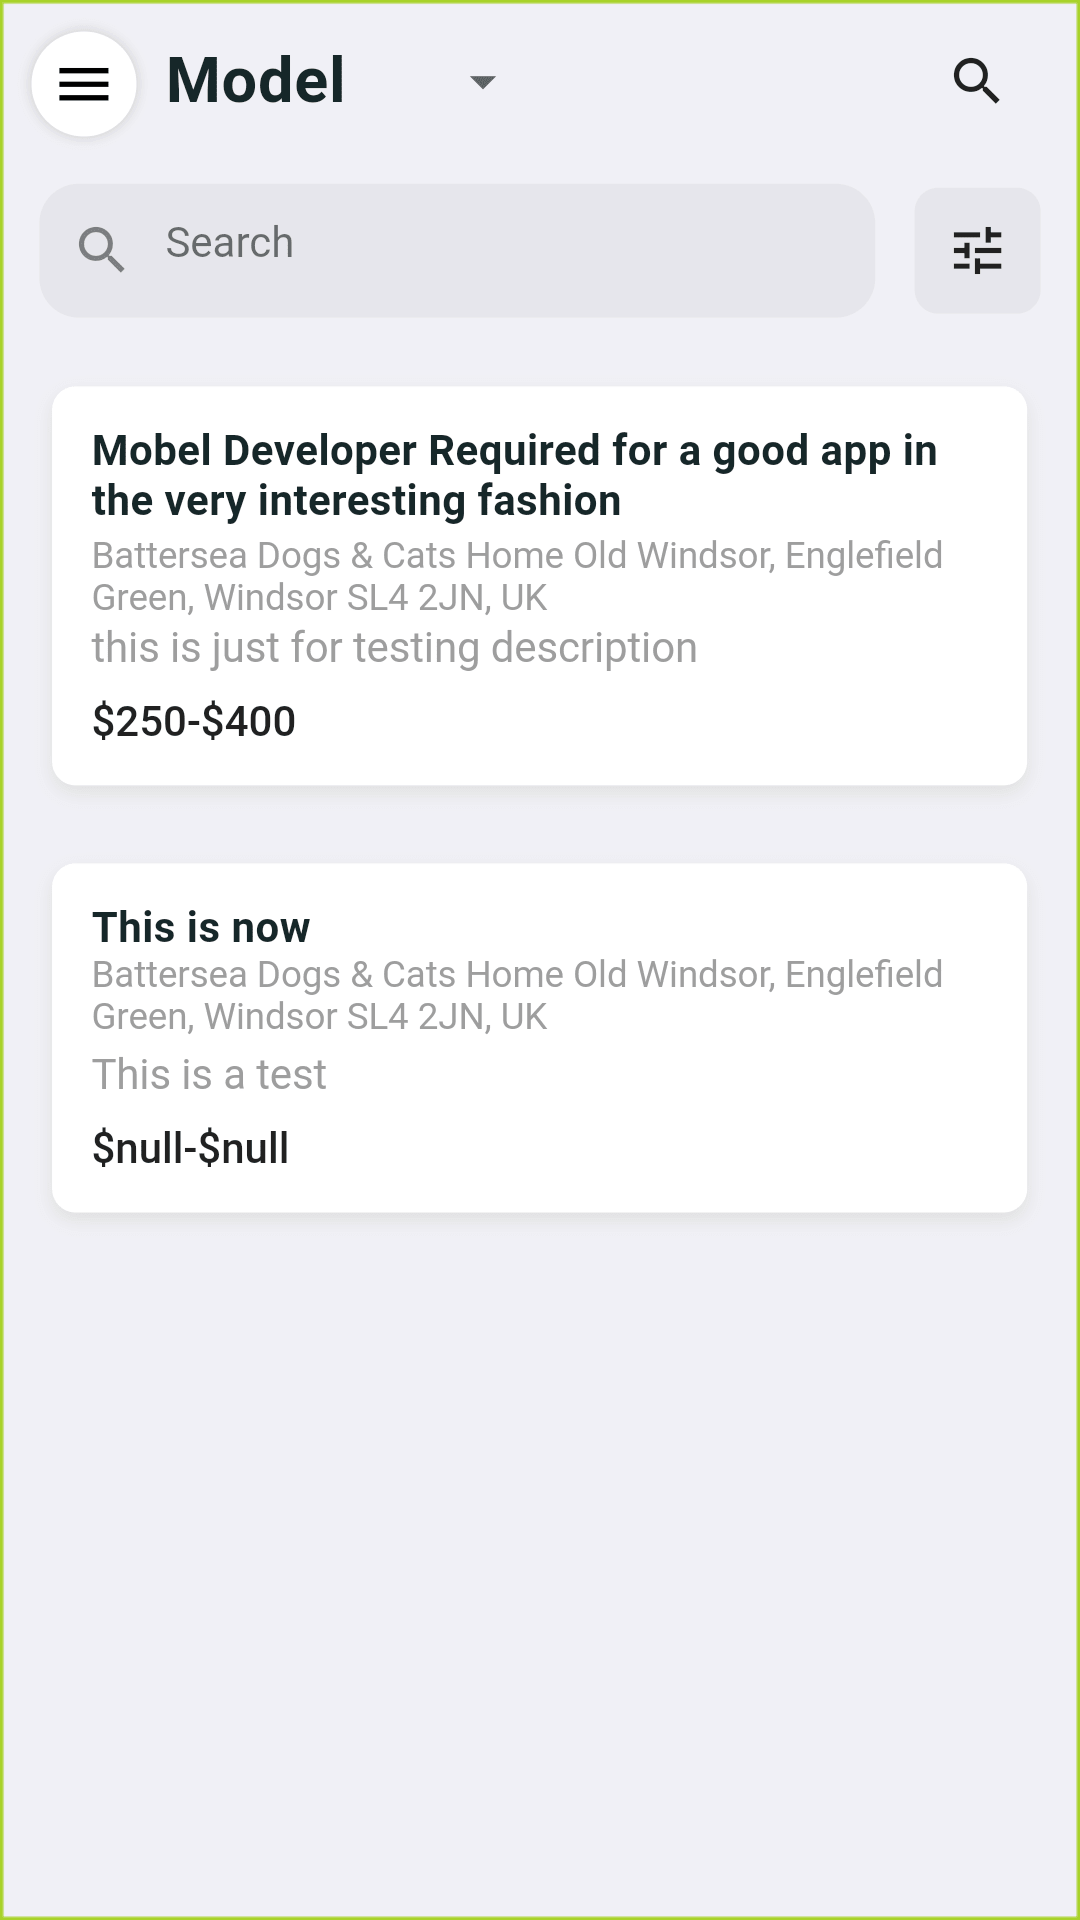 Model
Search
Mobel Developer Required for a good app in
the very interesting fashion
Battersea Dogs & Cats Home Old Windsor, Englefield
Green, Windsor SL4 2JN, UK
this is just for testing description
$250-$400
This is now
Battersea Dogs & Cats Home Old Windsor, Englefield
Green, Windsor SL4 2JN, UK
This is a test
$null-$null